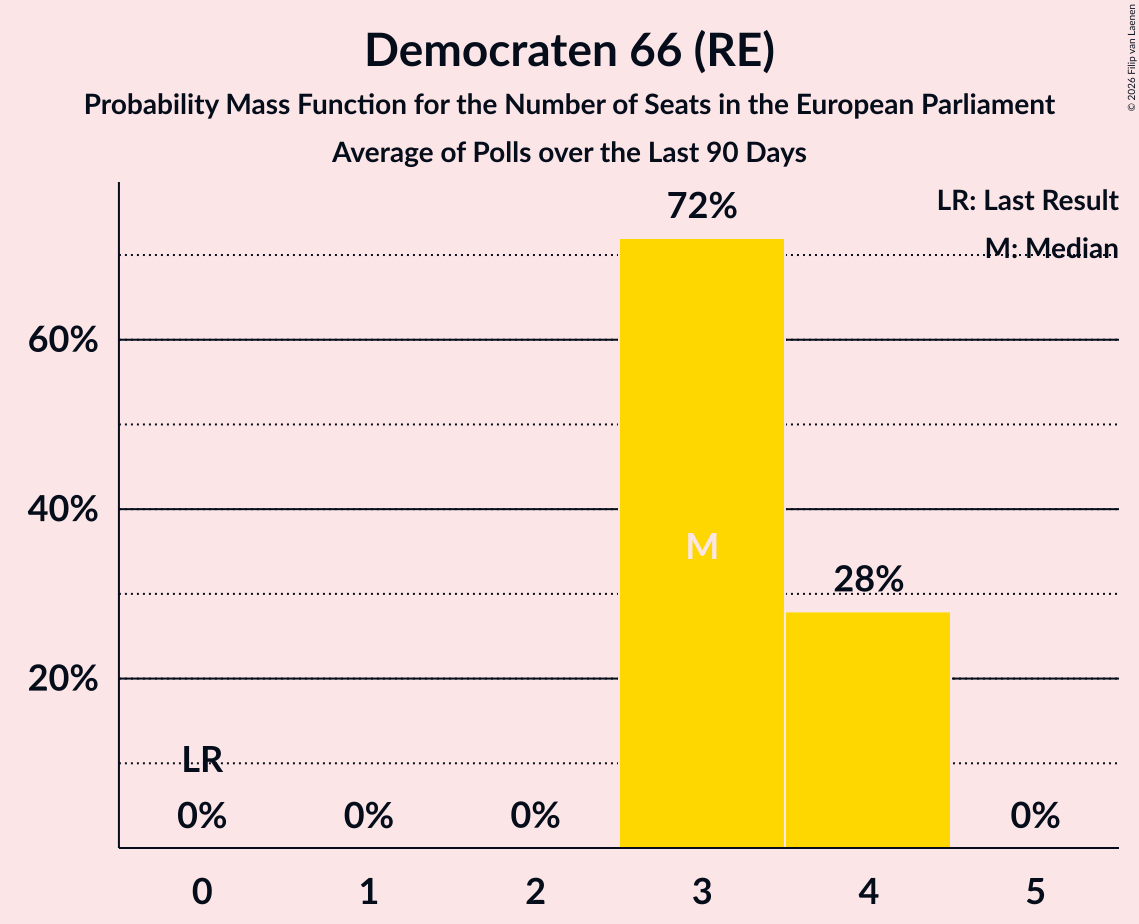 Democraten 66 (RE)
Probability Mass Function for the Number of Seats in the European Parliament
Average of Polls over the Last 90 Days
© 2026 Filip van Laenen
LR: Last Result
M: Median
72%
60%
40%
M
28%
20%
LR
0%
0%
0%
0%
0
1
2
3
4
5